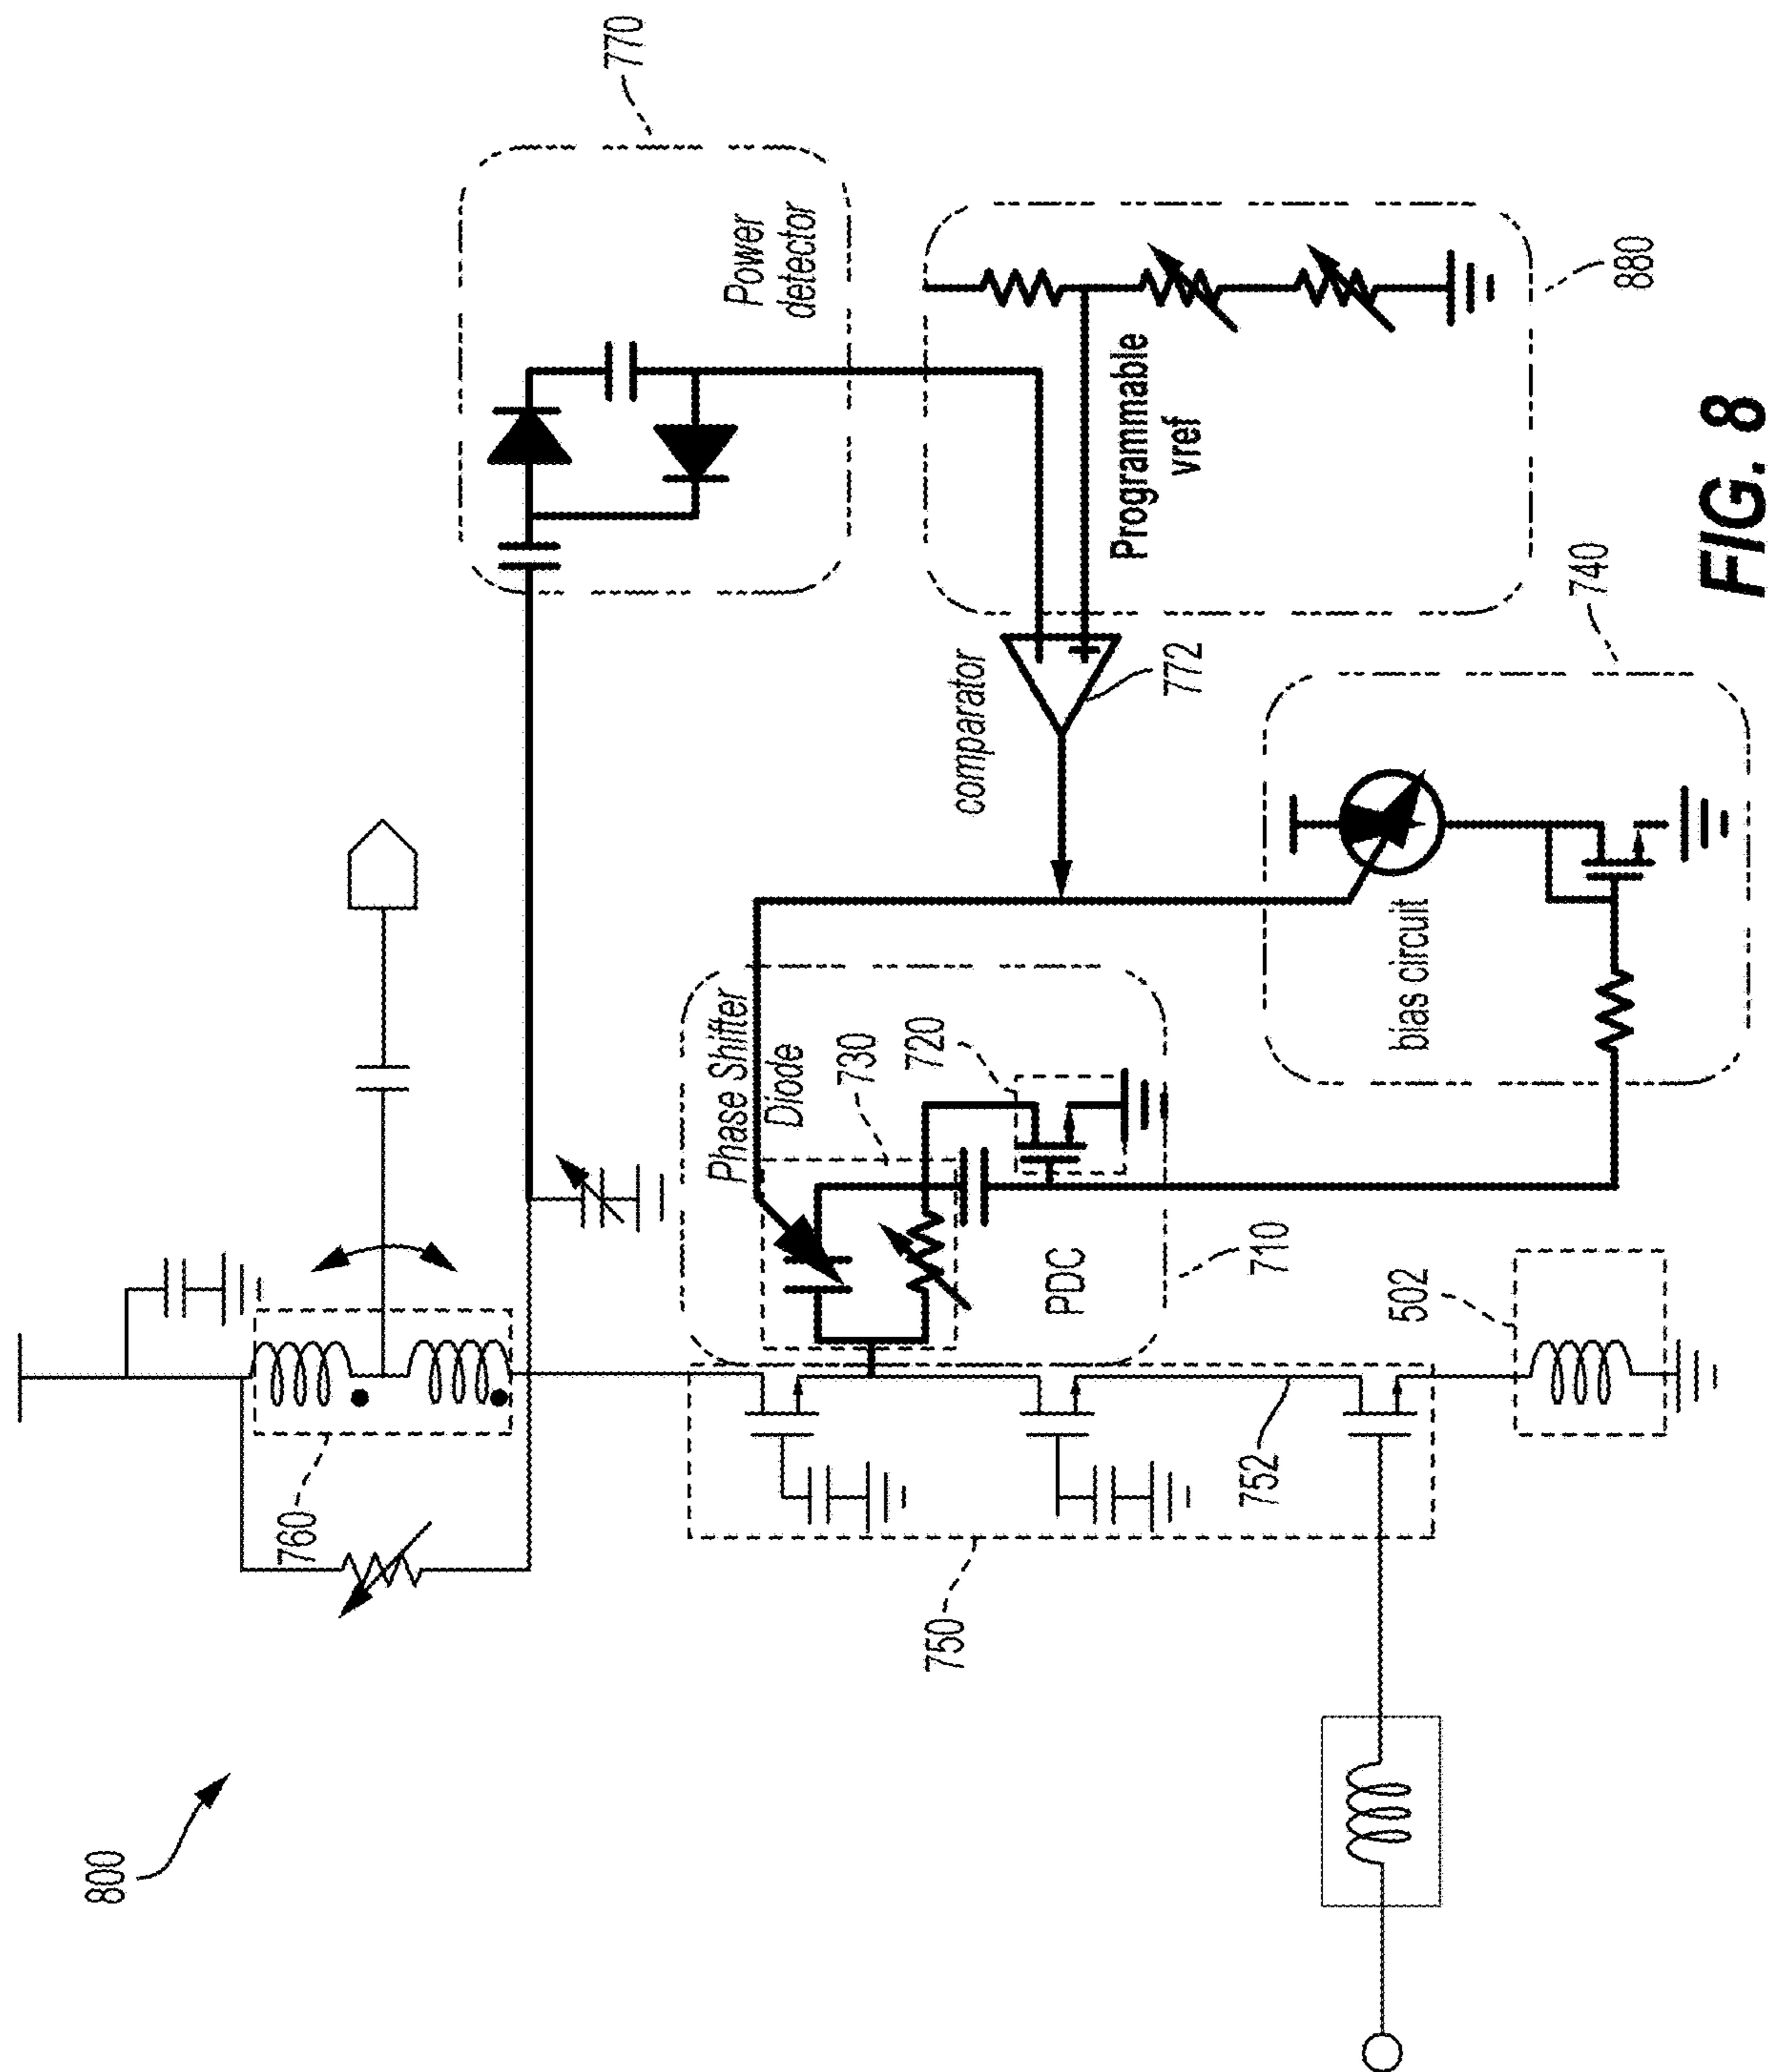 800
760
770
Power
detector
750
Phase Shifter
Diode
730
720
PDC
710
comparator
772
Programmable
vref
880
752
502
bias circuit
740
FIG. 8